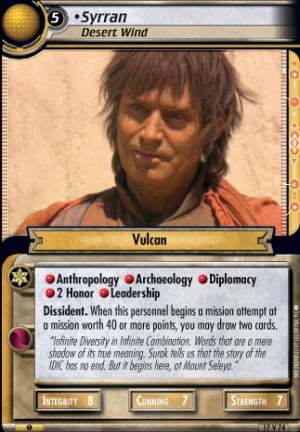 5
•Syrran
Desert Wind
Vulcan
Anthropology Archaeology Diplomacy
2 Honor Leadership
Dissident. When this personnel begins a mission attempt at
a mission worth 40 or more points, you may draw two cards.
"Infinite Diversity in Infinite Combination. Words that are a mere
shadow of its true meaning. Surak tells us that the story of the
IDIC has no end. But it begins here, at Mount Seleya."
INTEGRITY 8 CUNNING 7 STRENGTH 7
17 V 74